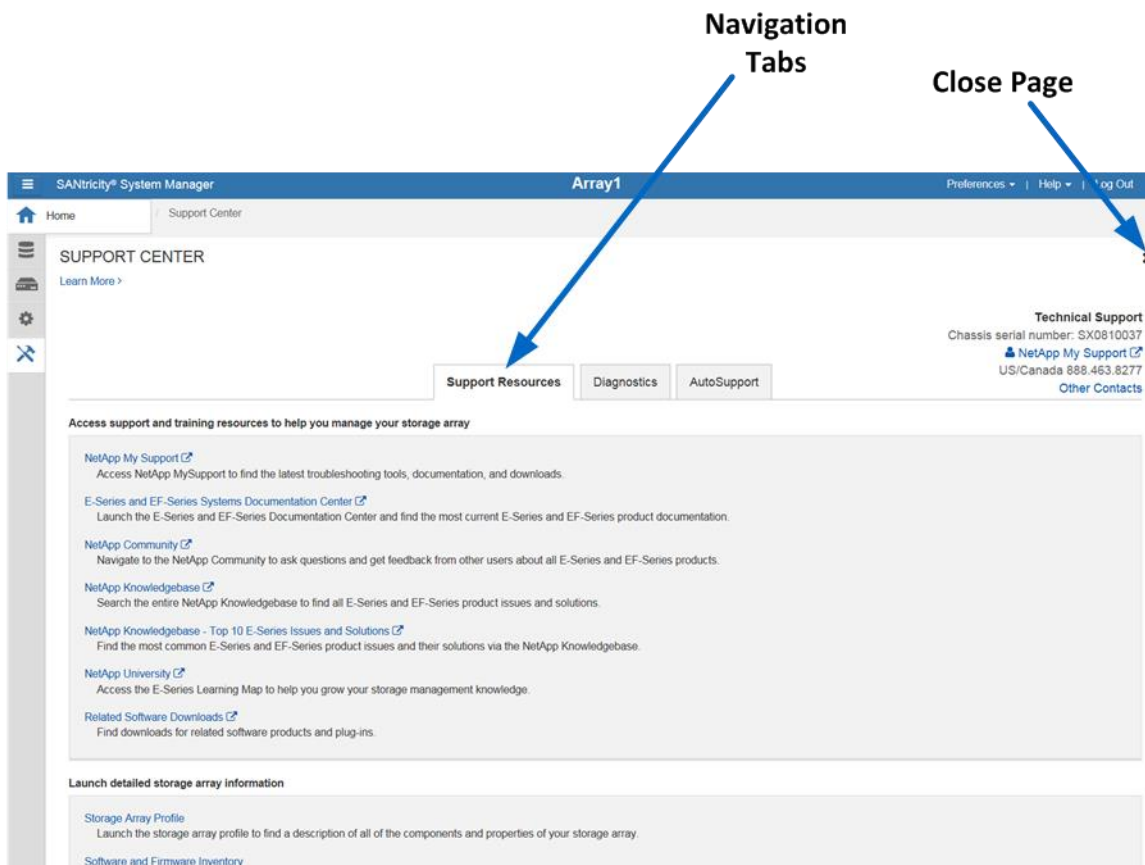 Navigation
Tabs
Close Page
SANtricity® System Manager
Array1
Preferences | Help | Log Out
Home / Support Center
SUPPORT CENTER
Learn More >
Technical Support
Chassis serial number: SX0810037
NetApp My Support
US/Canada 888.463.8277
Other Contacts
Support Resources
Diagnostics
AutoSupport
Access support and training resources to help you manage your storage array
NetApp My Support
Access NetApp MySupport to find the latest troubleshooting tools, documentation, and downloads.
E-Series and EF-Series Systems Documentation Center
Launch the E-Series and EF-Series Documentation Center and find the most current E-Series and EF-Series product documentation.
NetApp Community
Navigate to the NetApp Community to ask questions and get feedback from other users about all E-Series and EF-Series products.
NetApp Knowledgebase
Search the entire NetApp Knowledgebase to find all E-Series and EF-Series product issues and solutions.
NetApp Knowledgebase - Top 10 E-Series Issues and Solutions
Find the most common E-Series and EF-Series product issues and their solutions via the NetApp Knowledgebase.
NetApp University
Access the E-Series Learning Map to help you grow your storage management knowledge.
Related Software Downloads
Find downloads for related software products and plug-ins.
Launch detailed storage array information
Storage Array Profile
Launch the storage array profile to find a description of all of the components and properties of your storage array.
Software and Firmware Inventory